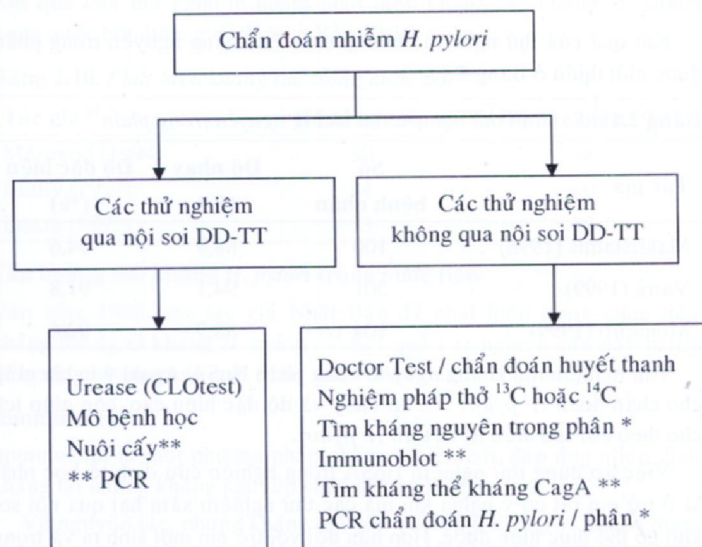 Chẩn đoán nhiễm H. pylori
Các thử nghiệm
qua nội soi DD-TT
Các thử nghiệm
không qua nội soi DD-TT
Urease (CLOtest)
Mô bệnh học
Nuôi cấy**
** PCR
Doctor Test / chẩn đoán huyết thanh
Nghiệm pháp thở ¹³C hoặc ¹⁴C
Tìm kháng nguyên trong phân *
Immunoblot **
Tìm kháng thể kháng CagA **
PCR chẩn đoán H. pylori / phân *